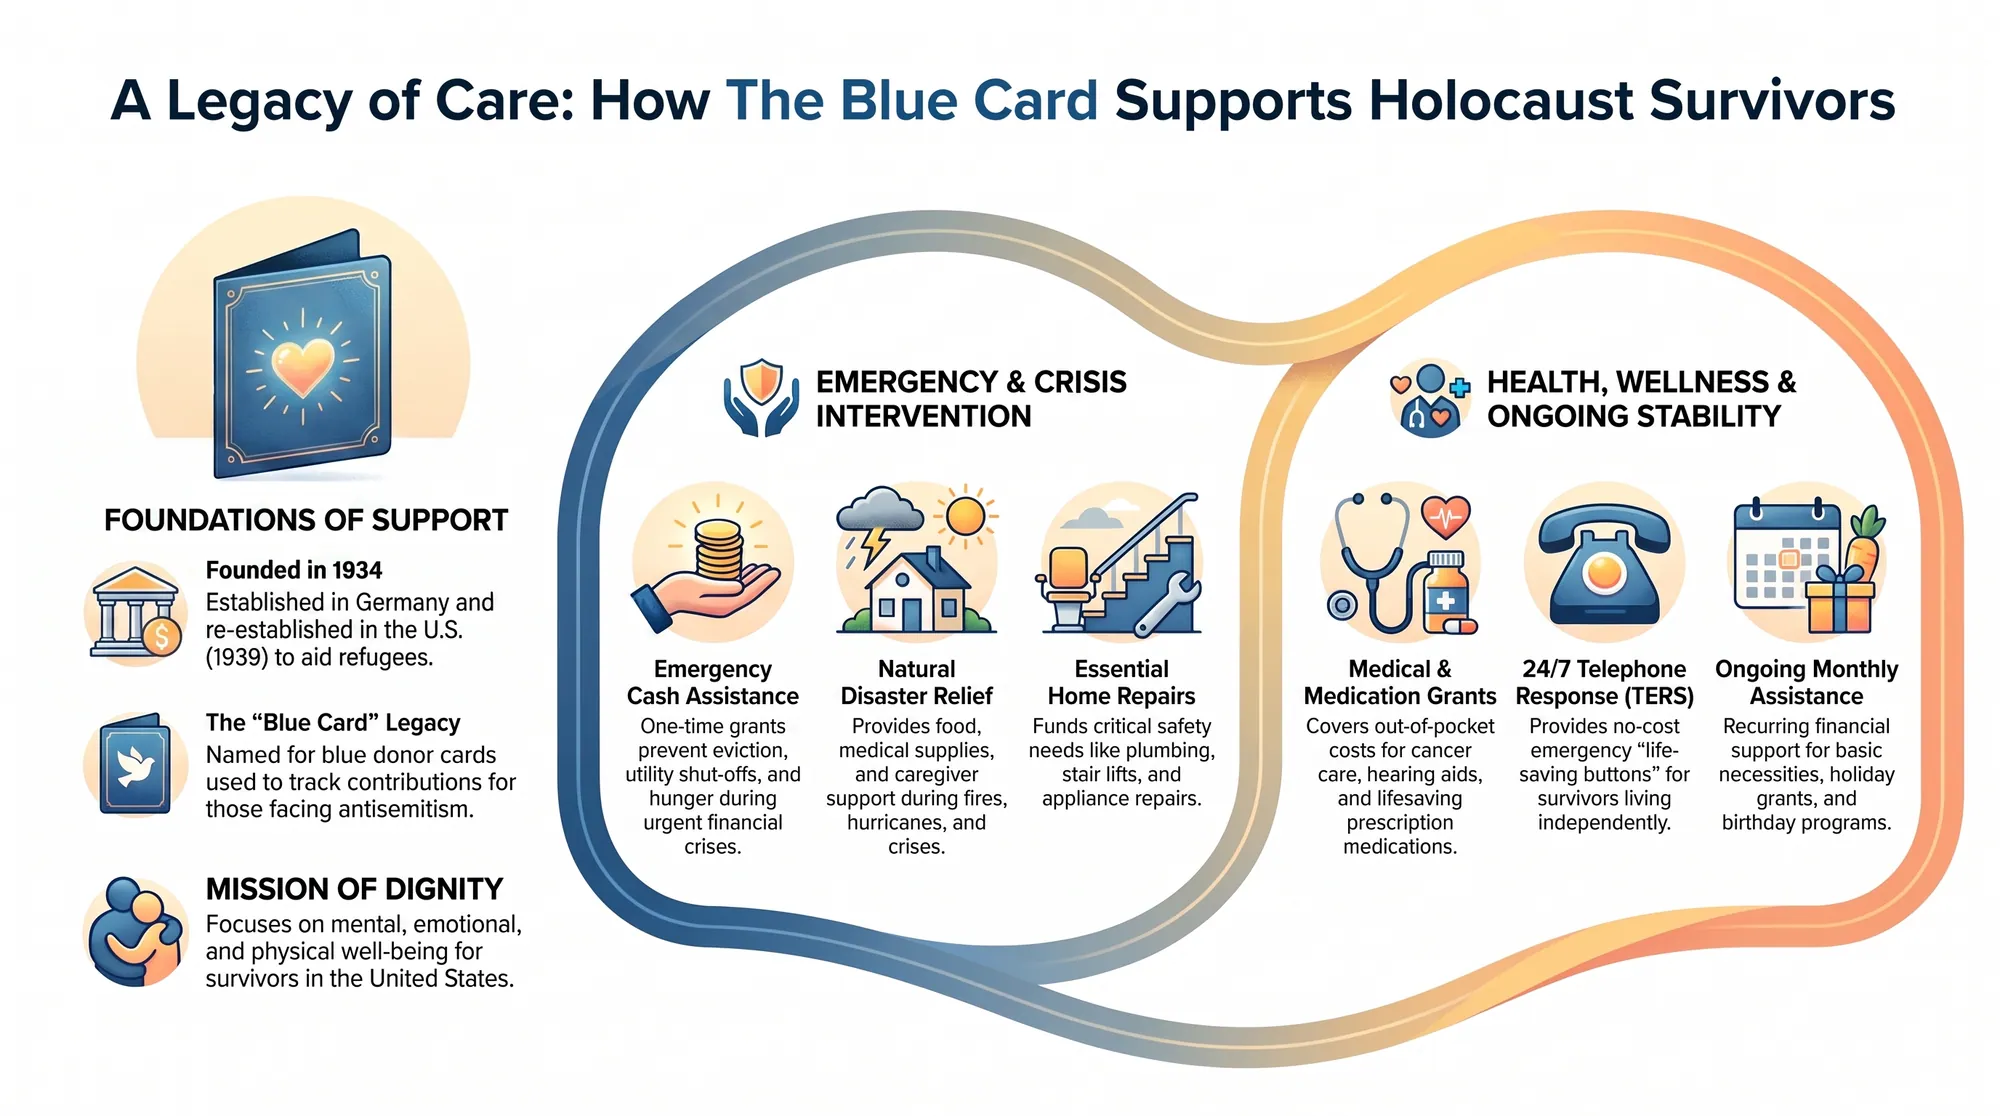 A Legacy of Care: How The Blue Card Supports Holocaust Survivors
FOUNDATIONS OF SUPPORT
Founded in 1934
Established in Germany and
re-established in the U.S.
(1939) to aid refugees.
The “Blue Card” Legacy
Named for blue donor cards
used to track contributions for
those facing antisemitism.
MISSION OF DIGNITY
Focuses on mental, emotional,
and physical well-being for
survivors in the United States.
EMERGENCY & CRISIS
INTERVENTION
Emergency
Cash Assistance
One-time grants
prevent eviction,
utility shut-offs, and
hunger during
urgent financial
crises.
Natural
Disaster Relief
Provides food,
medical supplies,
and caregiver
support during fires,
hurricanes, and
crises.
Essential
Home Repairs
Funds critical safety
needs like plumbing,
stair lifts, and
appliance repairs.
HEALTH, WELLNESS &
ONGOING STABILITY
Medical &
Medication Grants
Covers out-of-pocket
costs for cancer
care, hearing aids,
and lifesaving
prescription
medications.
24/7 Telephone
Response (TERS)
Provides no-cost
emergency “life-
saving buttons” for
survivors living
independently.
Ongoing Monthly
Assistance
Recurring financial
support for basic
necessities, holiday
grants, and
birthday programs.